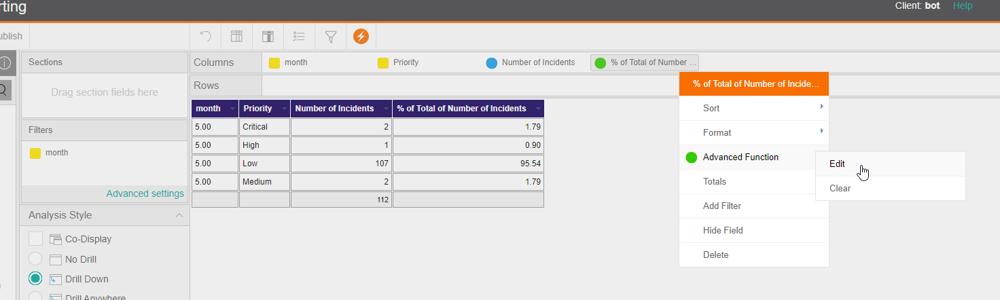 rting
Client: bot Help
ublish
Sections
Drag section fields here
Filters
month
Advanced settings
Analysis Style
Co-Display
No Drill
Drill Down
Drill Anywhere
Columns month Priority Number of Incidents % of Total of Number ...
Rows
month Priority Number of Incidents % of Total of Number of Incidents
5.00 Critical 2 1.79
5.00 High 1 0.90
5.00 Low 107 95.54
5.00 Medium 2 1.79
112
% of Total of Number of Incide...
Sort
Format
Advanced Function
Totals
Add Filter
Hide Field
Delete
Edit
Clear